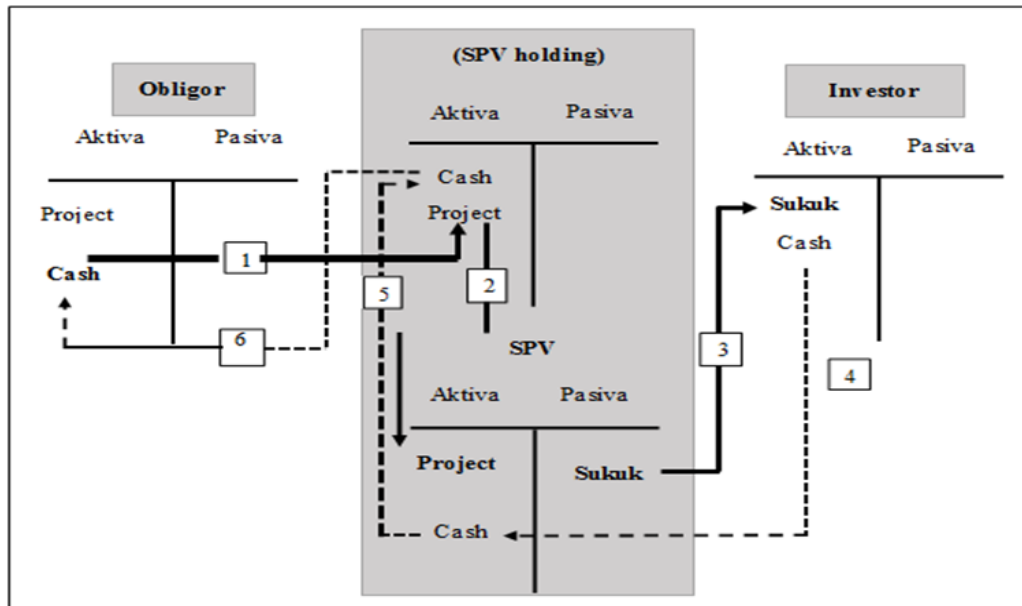 (SPV holding)
Obligor
Investor
Aktiva Pasiva
Aktiva Pasiva
Aktiva Pasiva
Cash
Project
Project
Sukuk
Cash
1
Cash
2
5
6
SPV
3
4
Aktiva Pasiva
Project
Sukuk
Cash